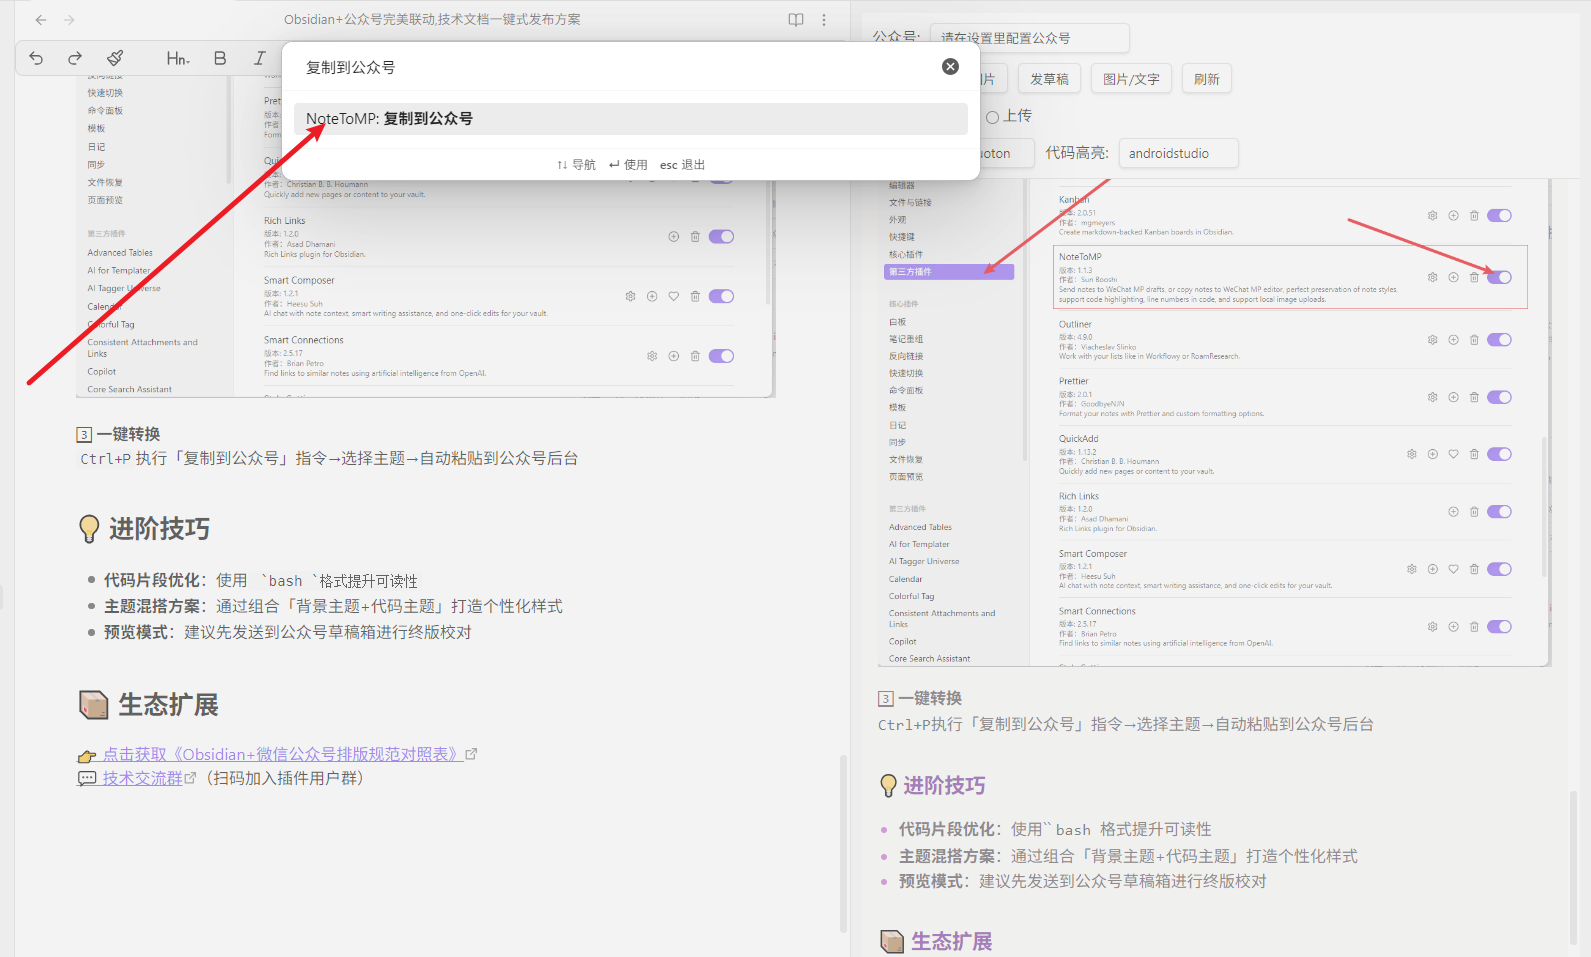 Obsidian+公众号完美联动,技术文档一键式发布方案
Hn
B
I
复制到公众号
NoteToMP: 复制到公众号
↑↓ 导航 ↵ 使用 esc 退出
快速切换
命令面板
模板
日记
同步
文件恢复
页面预览
第三方插件
Advanced Tables
AI for Templater
AI Tagger Universe
Calendar
Colorful Tag
Consistent Attachments and
Links
Copilot
Core Search Assistant
作者: Christian B. B. Houmann
Quickly add new pages or content to your vault.
Rich Links
版本: 1.2.0
作者: Asad Dhamani
Rich Links plugin for Obsidian.
Smart Composer
版本: 1.2.1
作者: Heesu Suh
AI chat with note context, smart writing assistance, and one-click edits for your vault.
Smart Connections
版本: 2.5.17
作者: Brian Petro
Find links to similar notes using artificial intelligence from OpenAI.
3 一键转换
Ctrl+P 执行「复制到公众号」指令→选择主题→自动粘贴到公众号后台
💡 进阶技巧
代码片段优化：使用 `bash `格式提升可读性
主题混搭方案：通过组合「背景主题+代码主题」打造个性化样式
预览模式：建议先发送到公众号草稿箱进行终版校对
📦 生态扩展
👉 点击获取《Obsidian+微信公众号排版规范对照表》
💬 技术交流群（扫码加入插件用户群）
公众号: 请在设置里配置公众号
片 发草稿 图片/文字 刷新
上传
uoton 代码高亮: androidstudio
编辑器
文件与链接
外观
快捷键
核心插件
第三方插件
核心插件
白板
笔记重组
反向链接
快速切换
命令面板
模板
日记
同步
文件恢复
页面预览
第三方插件
Advanced Tables
AI for Templater
AI Tagger Universe
Calendar
Colorful Tag
Consistent Attachments and
Links
Copilot
Core Search Assistant
Kanban
版本: 2.0.51
作者: mgmeyers
Create markdown-backed Kanban boards in Obsidian.
NoteToMP
版本: 1.1.3
作者: Sun Booshi
Send notes to WeChat MP drafts, or copy notes to WeChat MP editor, perfect preservation of note styles,
support code highlighting, line numbers in code, and support local image uploads.
Outliner
版本: 4.9.0
作者: Viacheslav Slinko
Work with your lists like in Workflowy or RoamResearch.
Prettier
版本: 2.0.1
作者: GoodbyeNJN
Format your notes with Prettier and custom formatting options.
QuickAdd
版本: 1.13.2
作者: Christian B. B. Houmann
Quickly add new pages or content to your vault.
Rich Links
版本: 1.2.0
作者: Asad Dhamani
Rich Links plugin for Obsidian.
Smart Composer
版本: 1.2.1
作者: Heesu Suh
AI chat with note context, smart writing assistance, and one-click edits for your vault.
Smart Connections
版本: 2.5.17
作者: Brian Petro
Find links to similar notes using artificial intelligence from OpenAI.
3 一键转换
Ctrl+P执行「复制到公众号」指令→选择主题→自动粘贴到公众号后台
💡 进阶技巧
代码片段优化：使用``bash 格式提升可读性
主题混搭方案：通过组合「背景主题+代码主题」打造个性化样式
预览模式：建议先发送到公众号草稿箱进行终版校对
📦 生态扩展